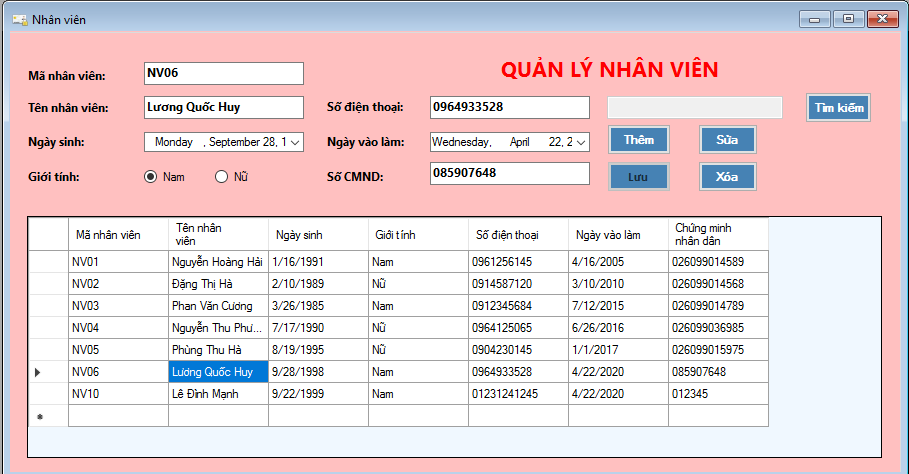 Nhân viên
QUẢN LÝ NHÂN VIÊN
Mã nhân viên: NV06
Tên nhân viên: Lương Quốc Huy Số điện thoại: 0964933528 Tìm kiếm
Ngày sinh: Monday , September 28, 1 Ngày vào làm: Wednesday, April 22, 2 Thêm Sửa
Giới tính: Nam Nữ Số CMND: 085907648 Lưu Xóa
Mã nhân viên Tên nhân viên Ngày sinh Giới tính Số điện thoại Ngày vào làm Chứng minh nhân dân
NV01 Nguyễn Hoàng Hải 1/16/1991 Nam 0961256145 4/16/2005 026099014589
NV02 Đặng Thị Hà 2/10/1989 Nữ 0914587120 3/10/2010 026099014568
NV03 Phan Văn Cương 3/26/1985 Nam 0912345684 7/12/2015 026099014789
NV04 Nguyễn Thu Phư... 7/17/1990 Nữ 0964125065 6/26/2016 026099036985
NV05 Phùng Thu Hà 8/19/1995 Nữ 0904230145 1/1/2017 026099015975
NV06 Lương Quốc Huy 9/28/1998 Nam 0964933528 4/22/2020 085907648
NV10 Lê Đình Mạnh 9/22/1999 Nam 01231241245 4/22/2020 012345